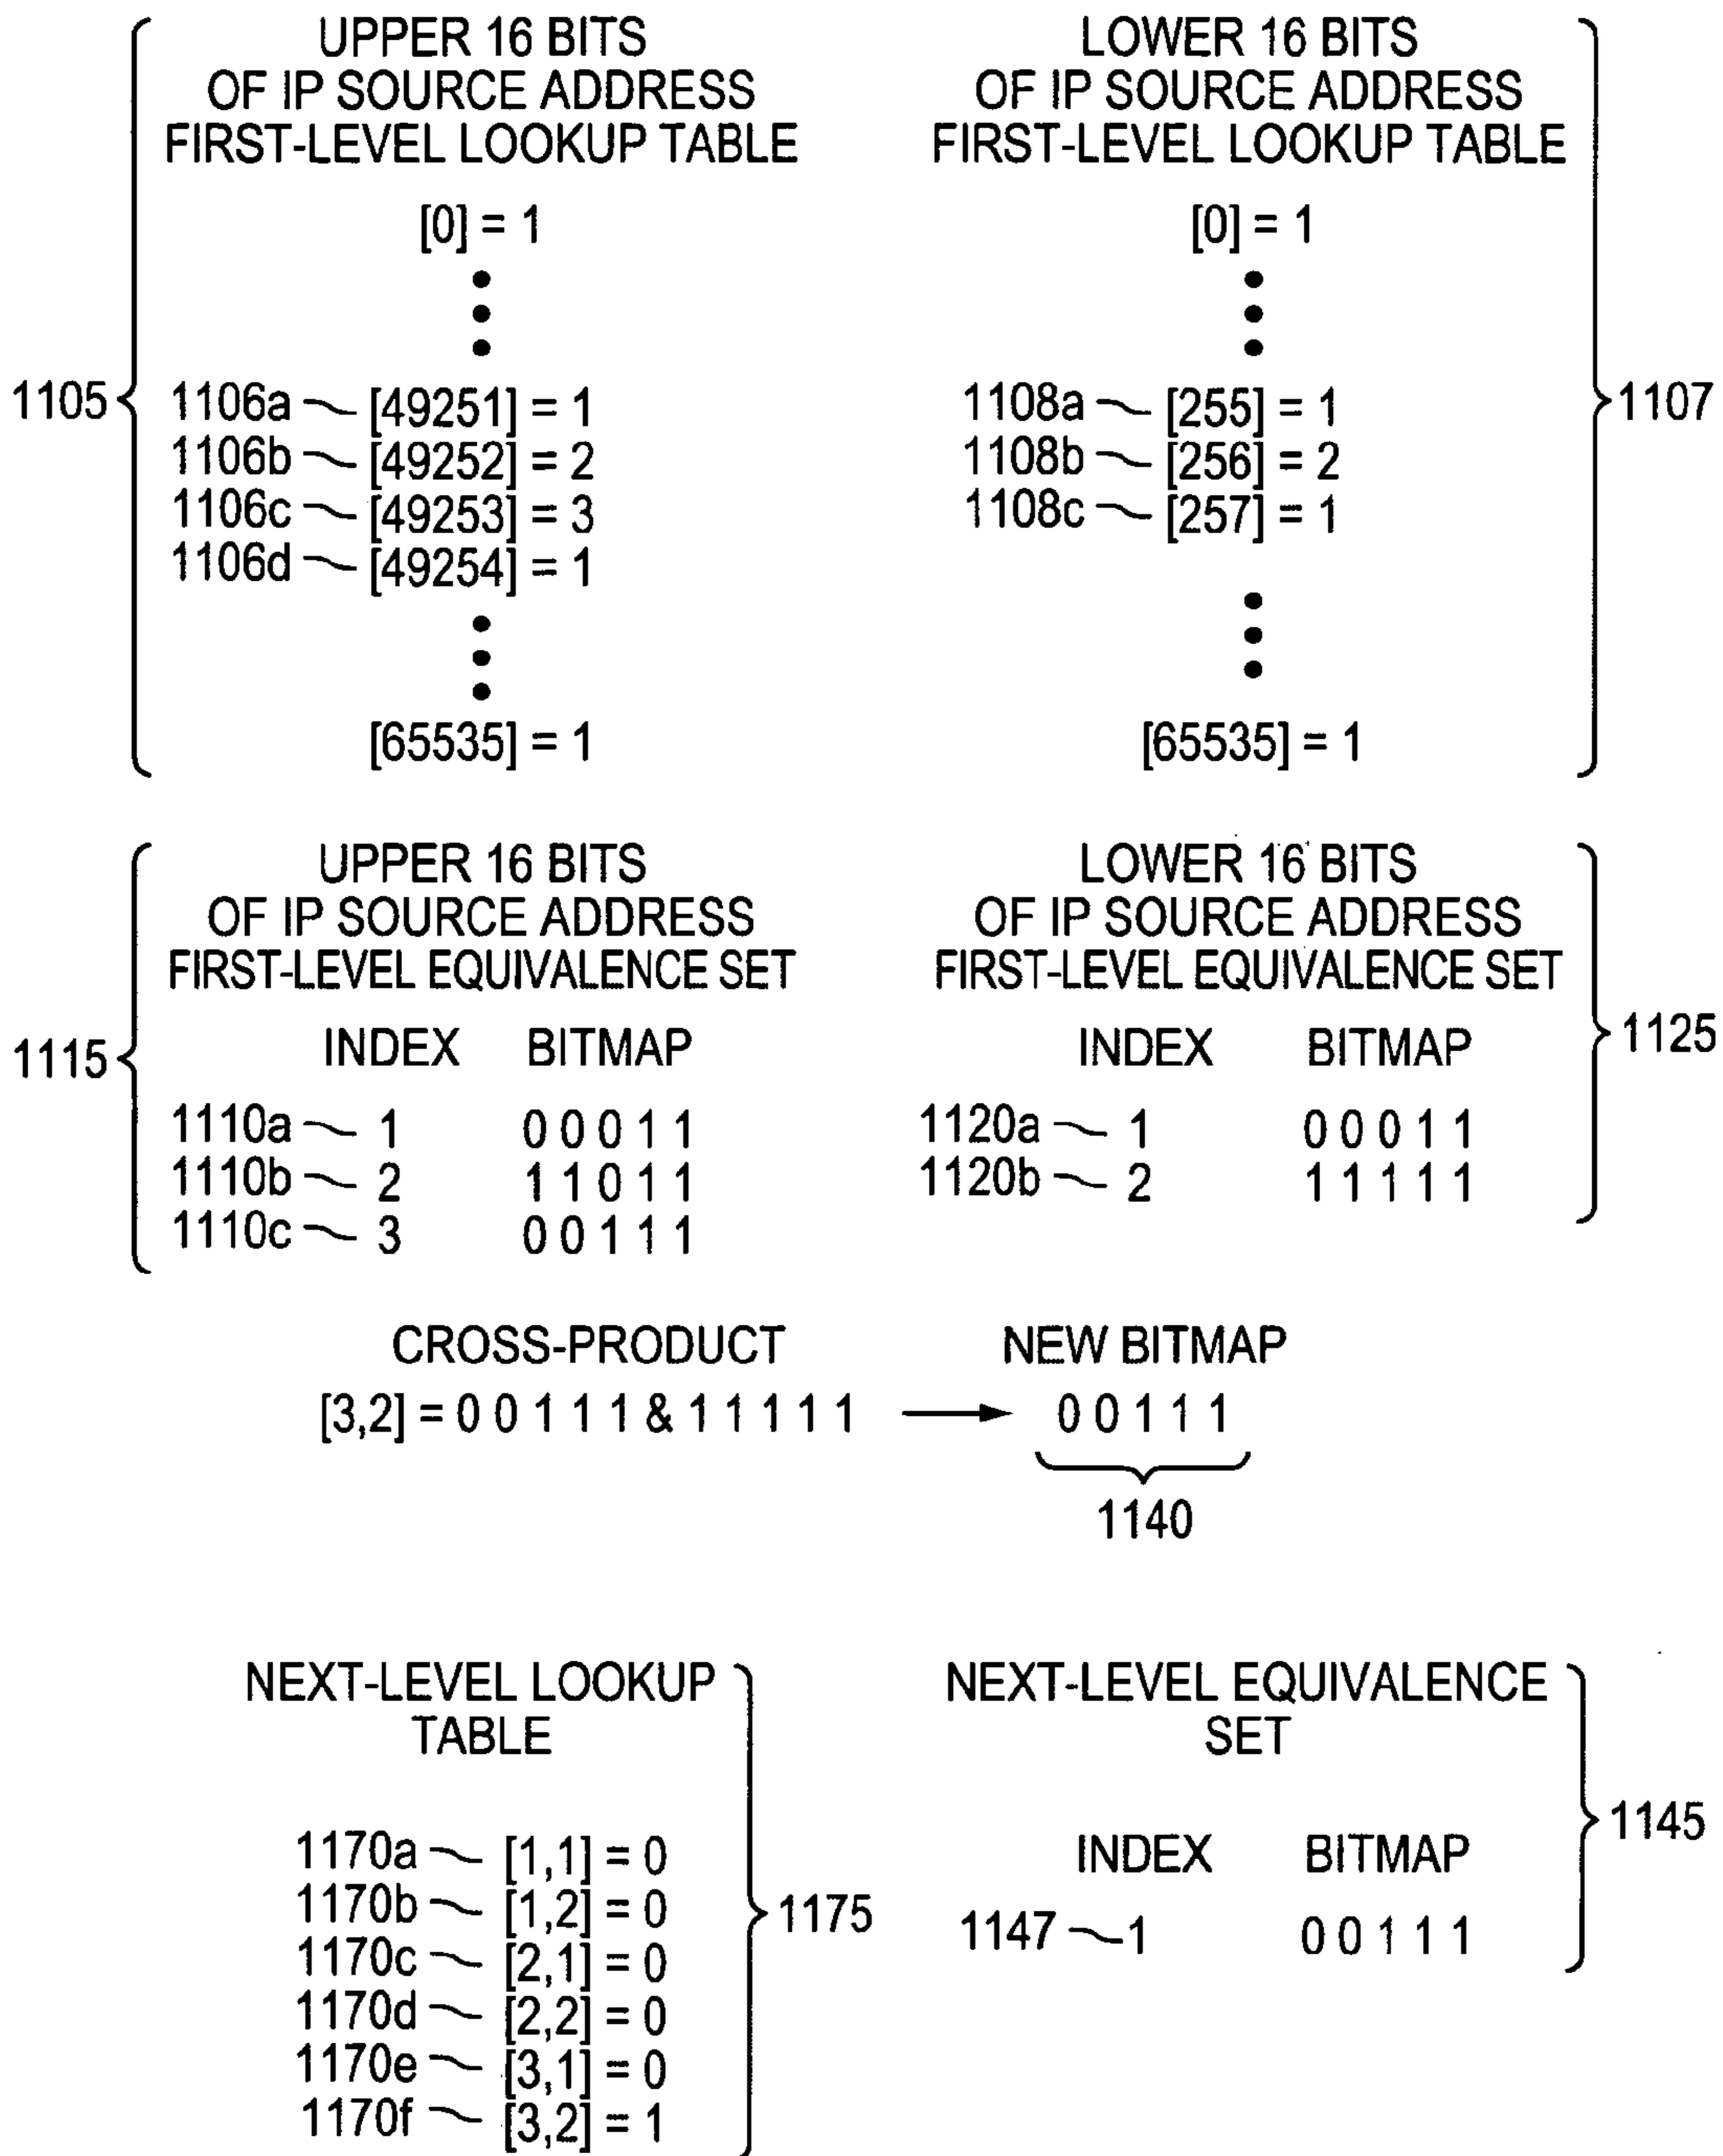 UPPER 16 BITS
OF IP SOURCE ADDRESS
FIRST-LEVEL LOOKUP TABLE
[0] = 1
1105
1106a [49251] = 1
1106b [49252] = 2
1106c [49253] = 3
1106d [49254] = 1
[65535] = 1
LOWER 16 BITS
OF IP SOURCE ADDRESS
FIRST-LEVEL LOOKUP TABLE
[0] = 1
1108a [255] = 1
1108b [256] = 2
1108c [257] = 1
[65535] = 1
1107
UPPER 16 BITS
OF IP SOURCE ADDRESS
FIRST-LEVEL EQUIVALENCE SET
1115
INDEX BITMAP
1110a 1 0 0 0 1 1
1110b 2 1 1 0 1 1
1110c 3 0 0 1 1 1
LOWER 16 BITS
OF IP SOURCE ADDRESS
FIRST-LEVEL EQUIVALENCE SET
INDEX BITMAP
1125
1120a 1 0 0 0 1 1
1120b 2 1 1 1 1 1
CROSS-PRODUCT NEW BITMAP
[3,2] = 0 0 1 1 1 & 1 1 1 1 1 → 0 0 1 1 1
1140
NEXT-LEVEL LOOKUP
TABLE
1170a [1,1] = 0
1170b [1,2] = 0
1170c [2,1] = 0
1170d [2,2] = 0
1170e [3,1] = 0
1170f [3,2] = 1
1175
NEXT-LEVEL EQUIVALENCE
SET
INDEX BITMAP
1147 1 0 0 1 1 1
1145